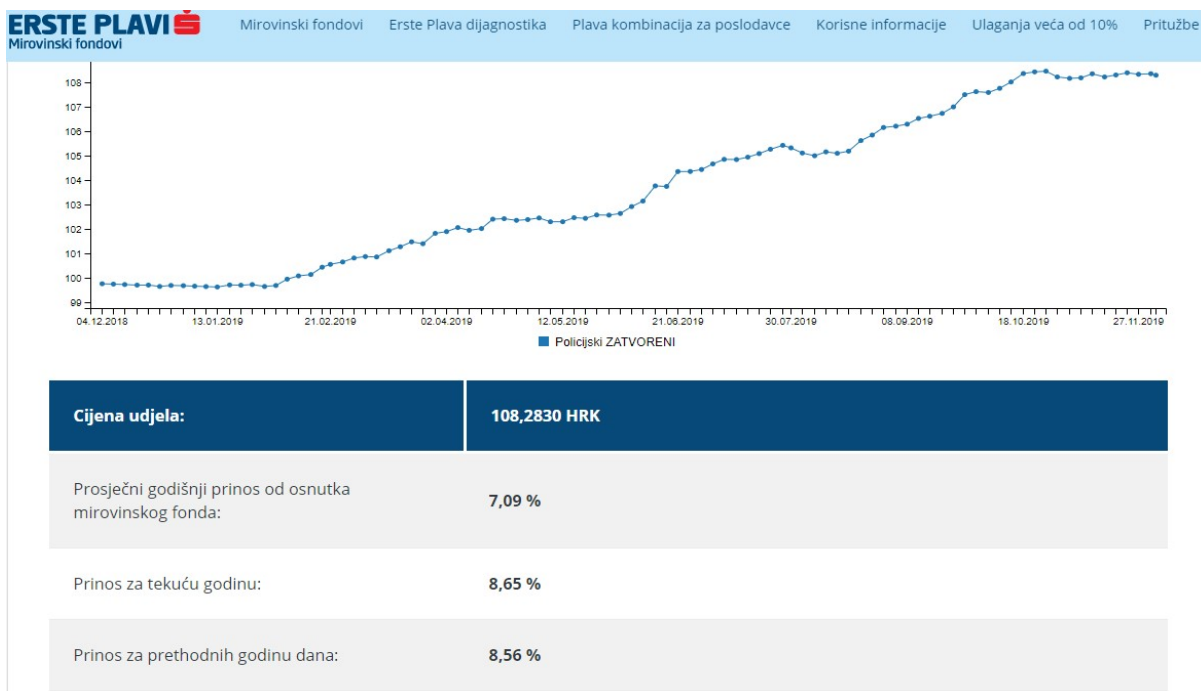 ERSTE PLAVI
Mirovinski fondovi
Mirovinski fondovi Erste Plava dijagnostika Plava kombinacija za poslodavce Korisne informacije Ulaganja veća od 10% Pritužbe
108
107
106
105
104
103
102
101
100
99
04.12.2018 13.01.2019 21.02.2019 02.04.2019 12.05.2019 21.06.2019 30.07.2019 08.09.2019 18.10.2019 27.11.2019
Policijski ZATVORENI
Cijena udjela: 108,2830 HRK
Prosječni godišnji prinos od osnutka
mirovinskog fonda: 7,09 %
Prinos za tekuću godinu: 8,65 %
Prinos za prethodnih godinu dana: 8,56 %